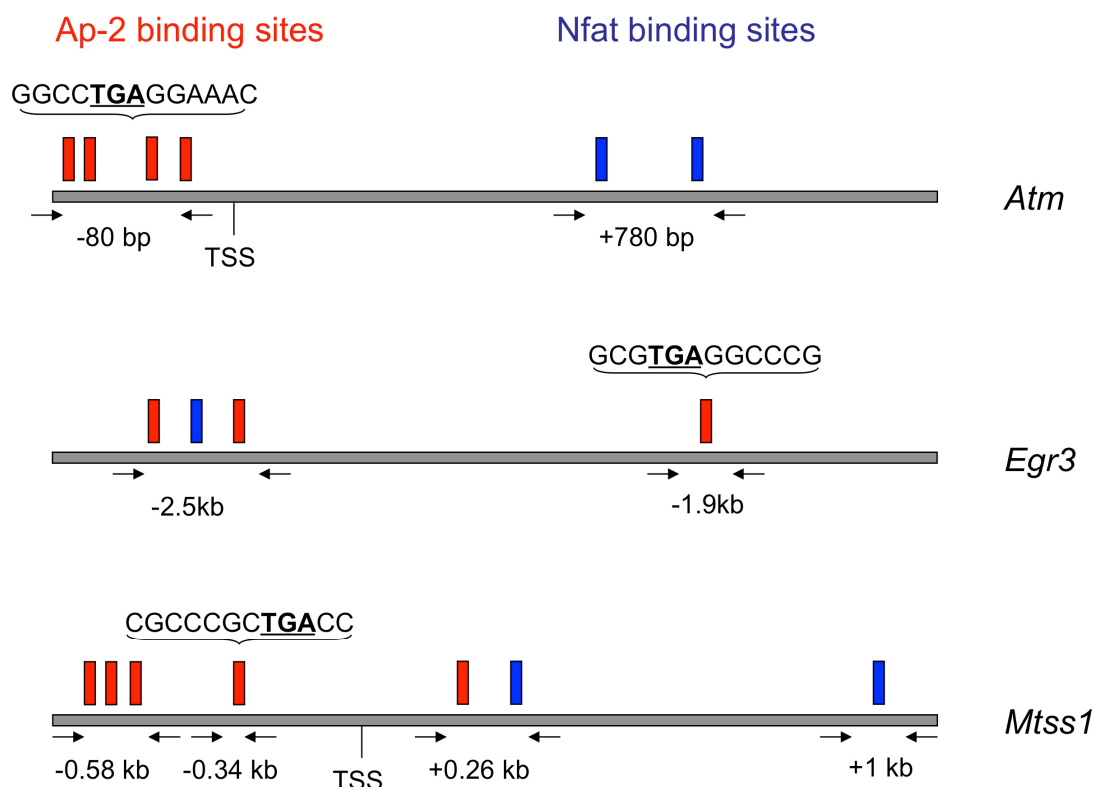 Ap-2 binding sites Nfat binding sites
GGCCTGAGGAAAC
Atm
-80 bp +780 bp
TSS
GCGTGAGGCCCG
Egr3
-2.5kb -1.9kb
CGCCCGCTGACC
Mtss1
-0.58 kb -0.34 kb +0.26 kb +1 kb
TSS